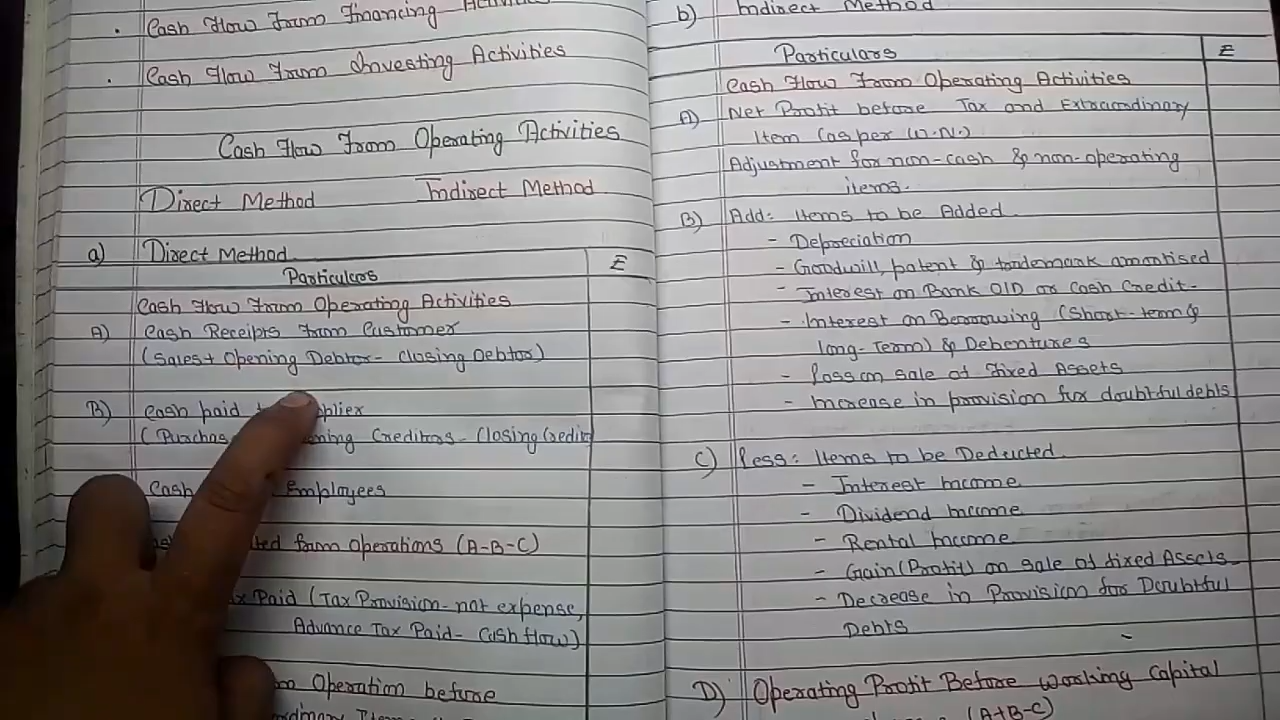 . Cash Flow From Financing
. Cash Flow From Investing Activities
Cash Flow From Operating Activities
Direct Method Indirect Method
a) Direct Method
Particulars £
Cash Flow From Operating Activities
A) Cash Receipts From Customer
(Sales + Opening Debtor - Closing Debtor)
B) Cash paid
(Creditors - Closing
Cash Employees
from operations (A-B-C)
Paid (Tax Provision - not expense,
Advance Tax Paid - Cash flow)
Operation before
b) Indirect Method
Particulars £
Cash Flow From Operating Activities
A) Net Profit before Tax and Extraordinary
Item (as per W.N.)
Adjustment for non-cash & non-operating
items.
B) Add: Items to be Added
- Depreciation
- Goodwill, patent & trademark amortised
- Interest on Bank O/D or Cash Credit-
- Interest on Borrowing (Short-term &
long-Term) & Debentures
- Loss on sale of Fixed Assets
- Increase in provision for doubtful debts
C) Less: Items to be Deducted
- Interest Income
- Dividend Income
- Rental Income
- Gain (Profit) on sale of fixed Assets
- Decrease in Provision for Doubtful
Debts
D) Operating Profit Before Working Capital
(A+B-C)